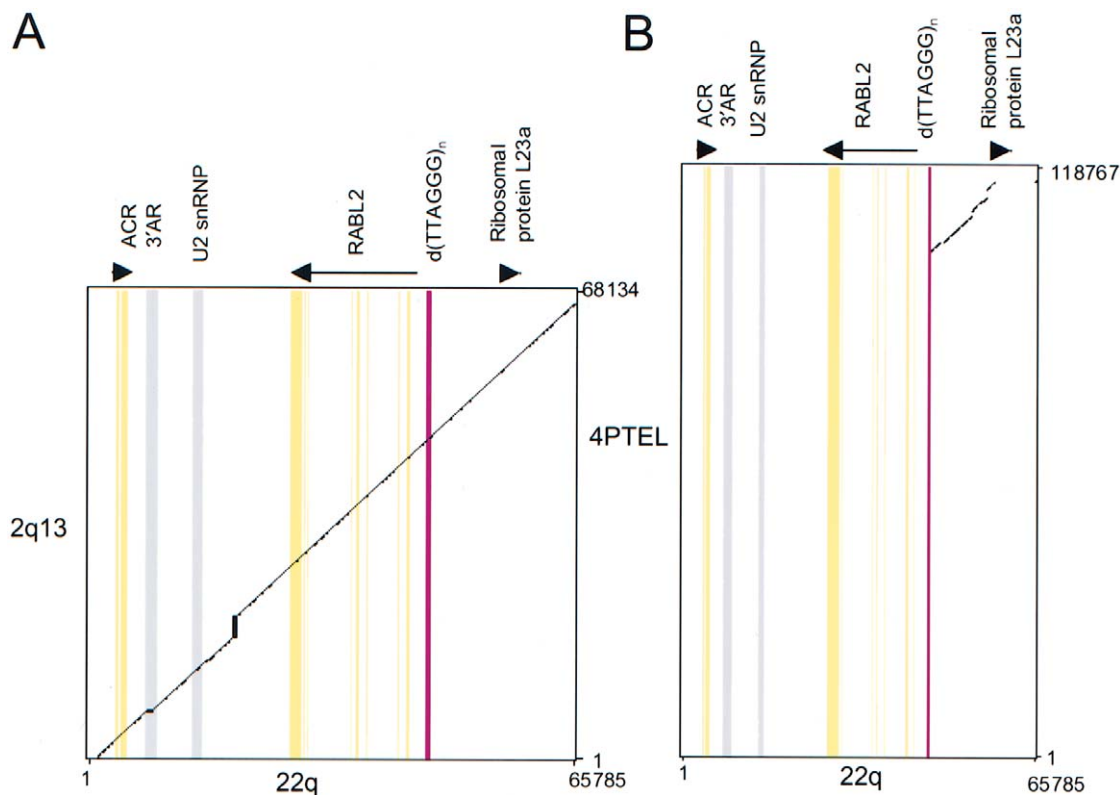 A
ACR
3′AR
U2 snRNP
RABL2
d(TTAGGG)n
Ribosomal
protein L23a
68134
2q13
1
1
22q
65785
B
ACR
3′AR
U2 snRNP
RABL2
d(TTAGGG)n
Ribosomal
protein L23a
118767
4PTEL
1
1
22q
65785